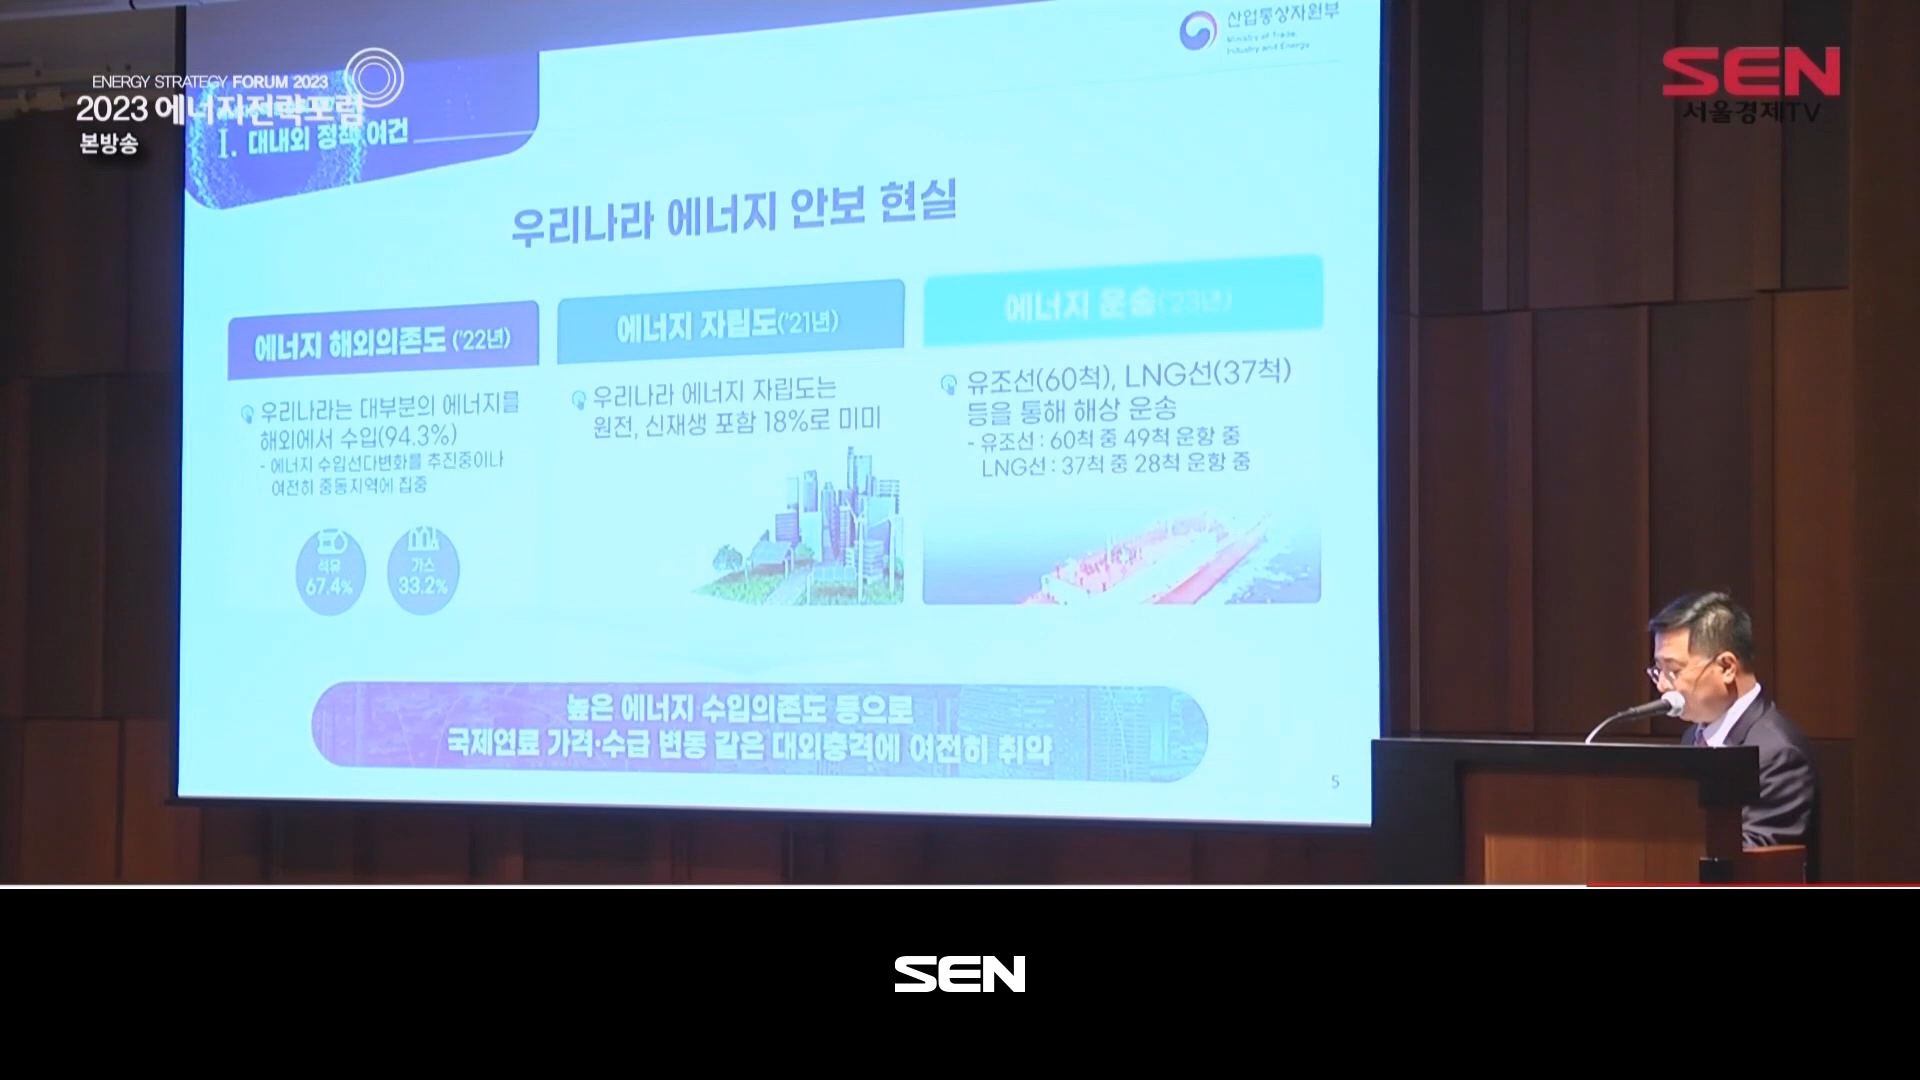 ENERGY STRATEGY FORUM 2023
2023 에너지전략포럼
본방송
산업통상자원부
Ministry of Trade,
Industry and Energy
SEN
서울경제TV
I. 대내외 정책 여건
우리나라 에너지 안보 현실
에너지 해외의존도 ('22년)
우리나라는 대부분의 에너지를
해외에서 수입(94.3%)
- 에너지 수입선다변화를 추진중이나
여전히 중동지역에 집중
석유
67.4%
가스
33.2%
에너지 자립도('21년)
우리나라 에너지 자립도는
원전, 신재생 포함 18%로 미미
에너지 운송('23년)
유조선(60척), LNG선(37척)
등을 통해 해상 운송
- 유조선 : 60척 중 49척 운항 중
LNG선 : 37척 중 28척 운항 중
높은 에너지 수입의존도 등으로
국제연료 가격·수급 변동 같은 대외충격에 여전히 취약
5
SEN